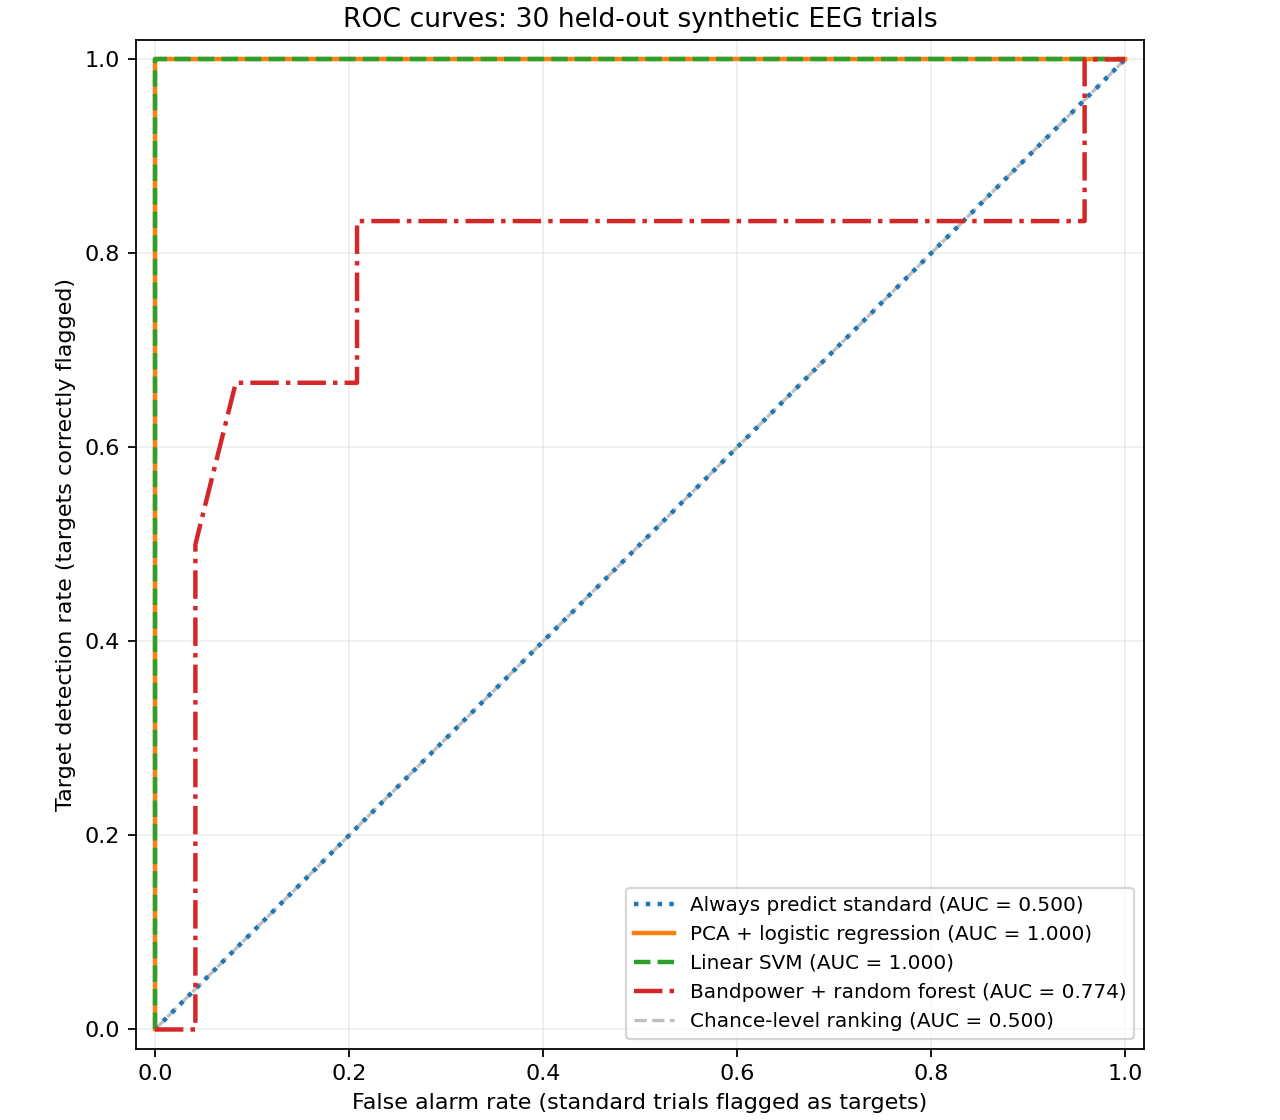 ROC curves: 30 held-out synthetic EEG trials
Target detection rate (targets correctly flagged)
1.0
0.8
0.6
0.4
0.2
0.0
Always predict standard (AUC = 0.500)
PCA + logistic regression (AUC = 1.000)
Linear SVM (AUC = 1.000)
Bandpower + random forest (AUC = 0.774)
Chance-level ranking (AUC = 0.500)
0.0 0.2 0.4 0.6 0.8 1.0
False alarm rate (standard trials flagged as targets)